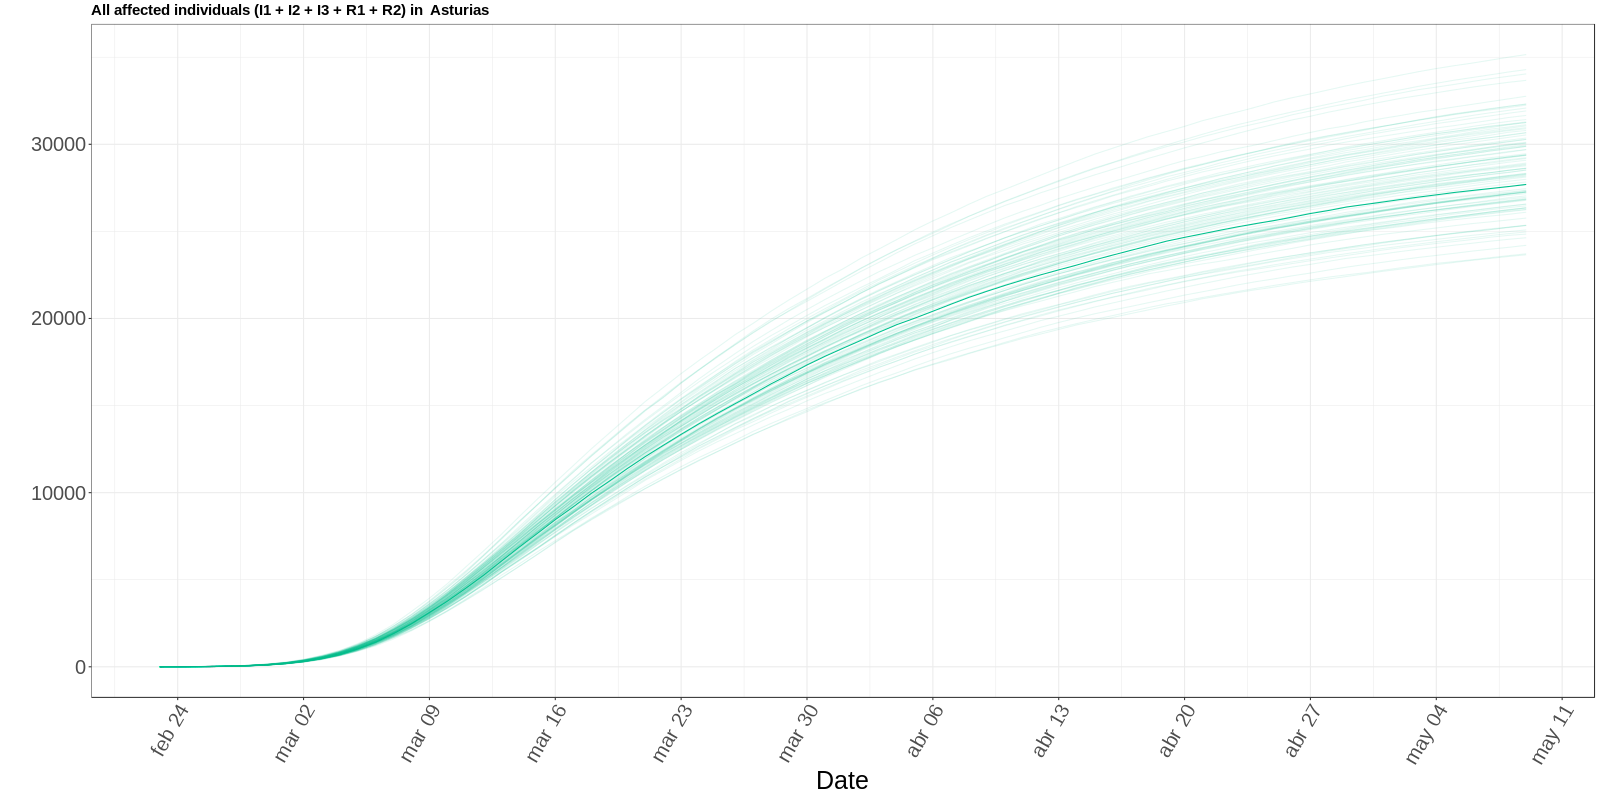 All affected individuals (I1 + I2 + I3 + R1 + R2) in  Asturias
30000
20000
10000
0
feb 24
mar 02
mar 09
mar 16
mar 23
mar 30
abr 06
abr 13
abr 20
abr 27
may 04
may 11
Date